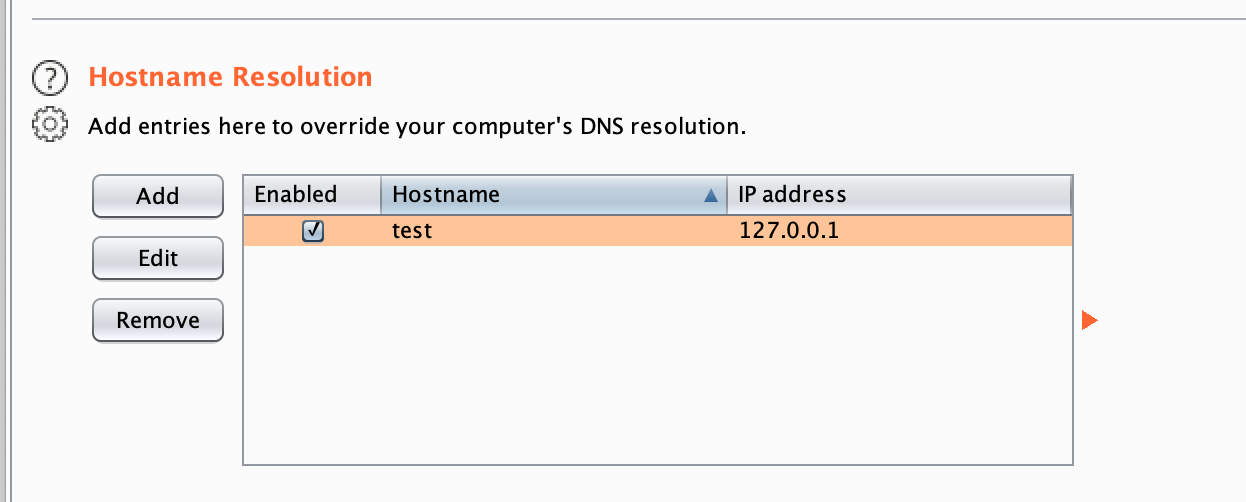 Hostname Resolution
Add entries here to override your computer's DNS resolution.
Add
Edit
Remove
Enabled Hostname IP address
test 127.0.0.1